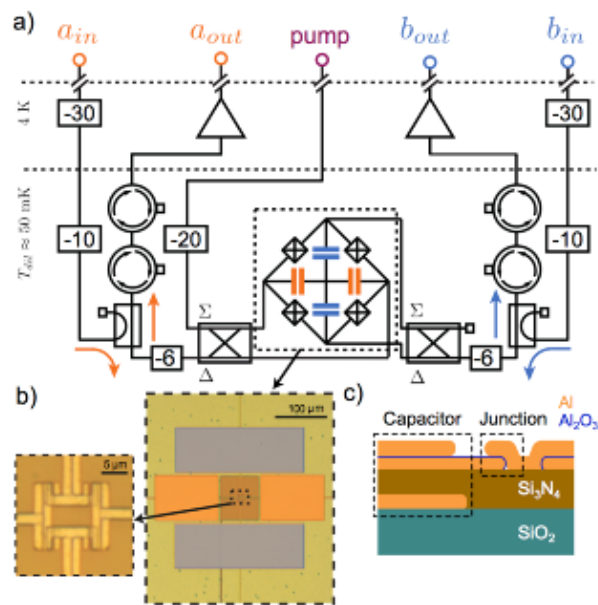 a)
a_in
a_out
pump
b_out
b_in
4 K
-30
-30
T_dil ≈ 50 mK
-10
-20
-10
Σ
Σ
-6
-6
Δ
Δ
b)
100 μm
5 μm
c)
Capacitor
Junction
Al
Al₂O₃
Si₃N₄
SiO₂